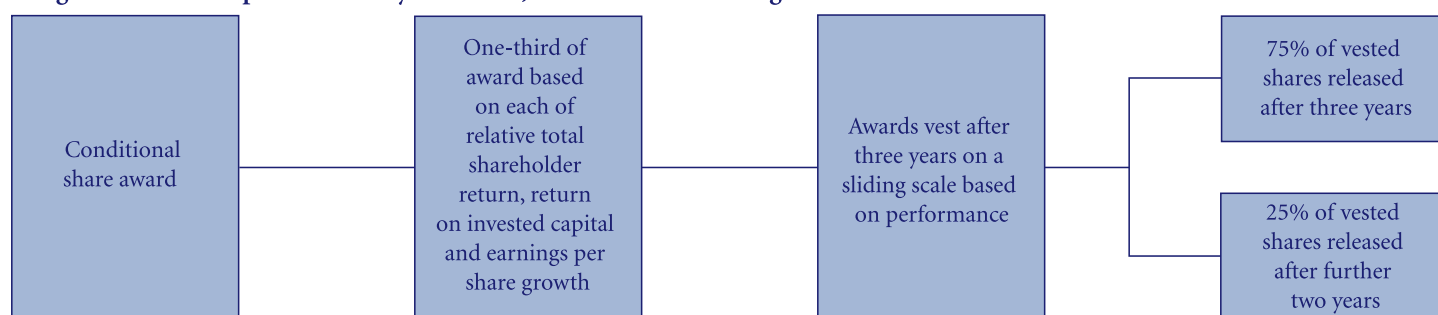 Conditional
share award
One-third of
award based
on each of
relative total
shareholder
return, return
on invested capital
and earnings per
share growth
Awards vest after
three years on a
sliding scale based
on performance
75% of vested
shares released
after three years
25% of vested
shares released
after further
two years